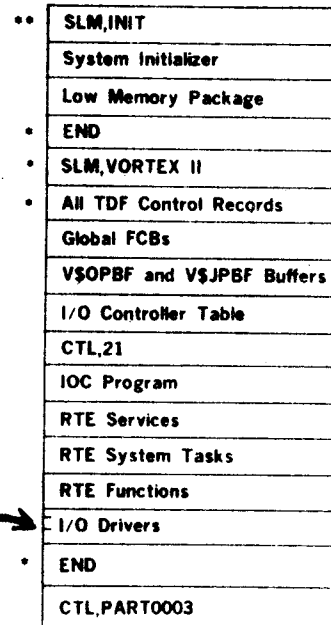 ** SLM,INIT
System Initializer
Low Memory Package
* END
* SLM,VORTEX II
* All TDF Control Records
Global FCBs
V$OPBF and V$JPBF Buffers
I/O Controller Table
CTL,21
IOC Program
RTE Services
RTE System Tasks
RTE Functions
I/O Drivers
* END
CTL,PART0003